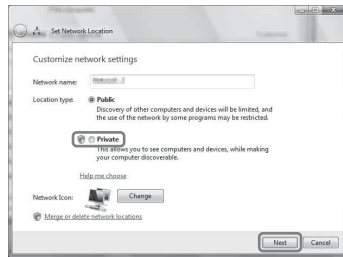 Set Network Location
Customize network settings
Network name:
Location type:
Public
Discovery of other computers and devices will be limited, and
the use of the network by some programs may be restricted.
Private
This allows you to see computers and devices, while making
your computer discoverable.
Help me choose
Network Icon:
Change
Merge or delete network locations
Next
Cancel